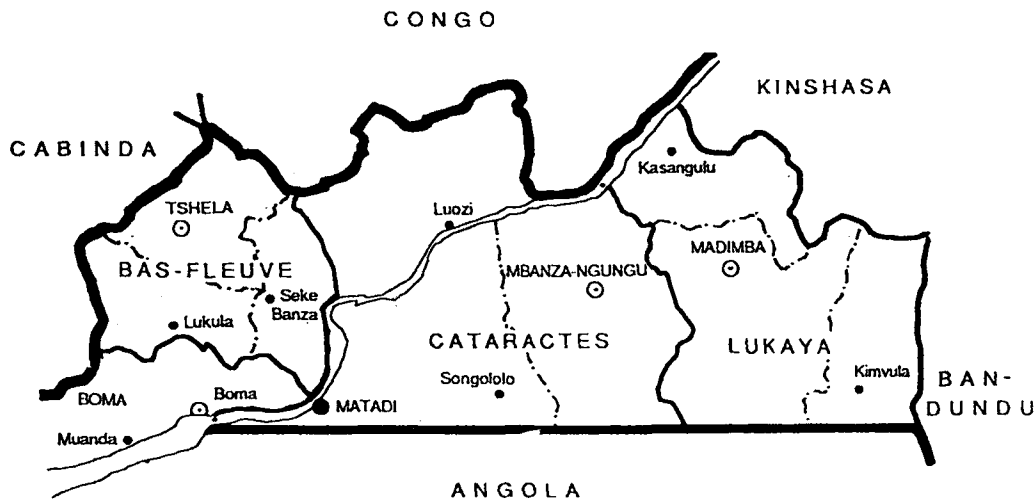 CONGO
KINSHASA
CABINDA
Kasangulu
TSHELA
Luozi
MADIMBA
BAS-FLEUVE
MBANZA-NGUNGU
Seke
Banza
Lukula
CATARACTES
LUKAYA
Songololo
Kimvula
BAN-
DUNDU
BOMA
Boma
MATADI
Muanda
ANGOLA